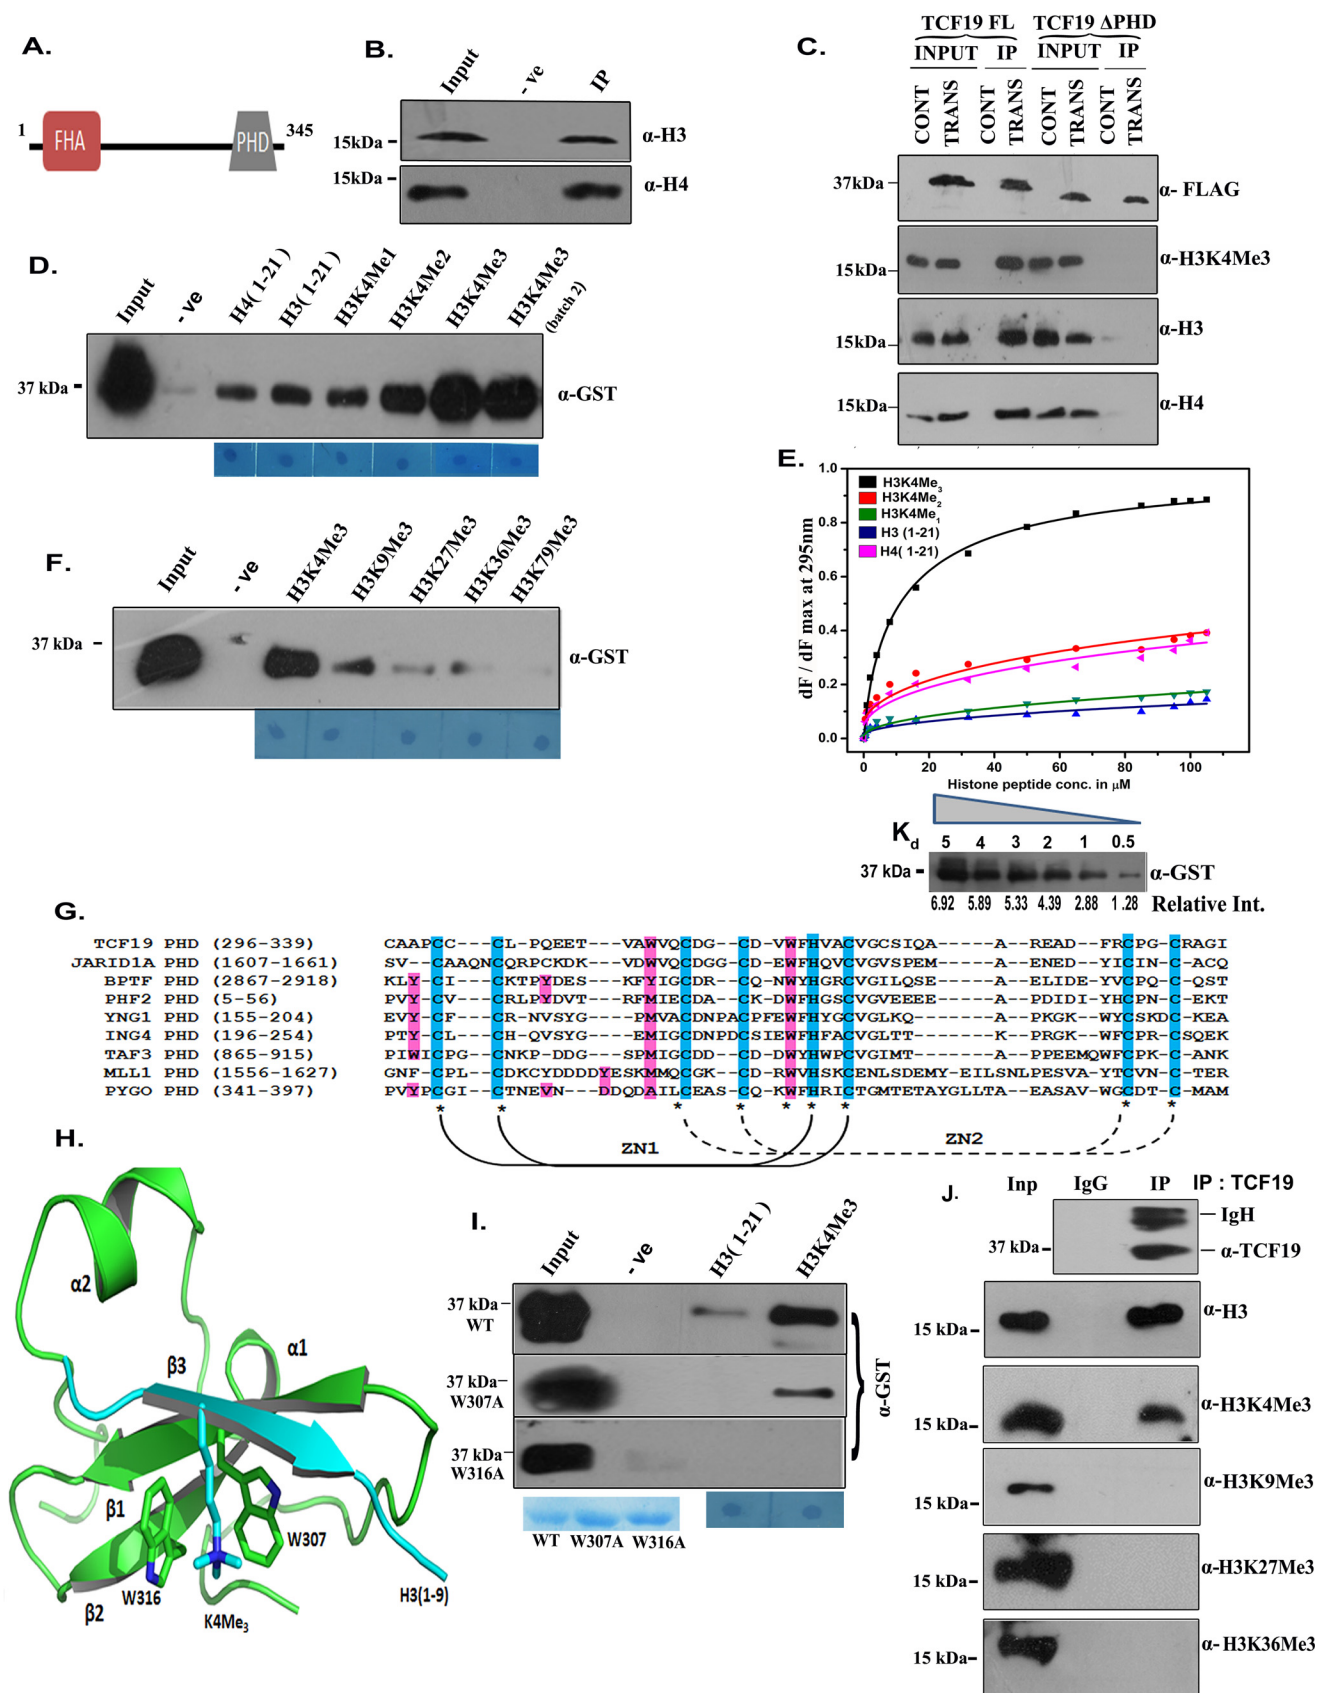 A.
1 FHA PHD 345
B.
Input - ve IP
15kDa α-H3
15kDa α-H4
C.
TCF19 FL TCF19 ΔPHD
INPUT IP INPUT IP
CONT TRANS CONT TRANS CONT TRANS CONT TRANS
37kDa α- FLAG
15kDa α-H3K4Me3
15kDa α-H3
15kDa α-H4
D.
Input - ve H4( 1-21) H3( 1-21) H3K4Me1 H3K4Me2 H3K4Me3 H3K4Me3 (batch 2)
37 kDa α-GST
E.
dF / dF max at 295nm
1.0
0.8
0.6
0.4
0.2
0.0
H3K4Me3
H3K4Me2
H3K4Me1
H3 (1-21)
H4( 1-21)
0 20 40 60 80 100
Histone peptide conc. in μM
Kd 5 4 3 2 1 0.5
37 kDa α-GST
6.92 5.89 5.33 4.39 2.88 1 .28 Relative Int.
F.
Input - ve H3K4Me3 H3K9Me3 H3K27Me3 H3K36Me3 H3K79Me3
37 kDa α-GST
G.
TCF19 PHD (296-339) CAAPCC---CL-PQEET---VAWVQCDG--CD-VWFHVACVGCSIQA-----A--READ--FRCPG-CRAGI
JARID1A PHD (1607-1661) SV--CAAQNCQRPCKDK---VDWVQCDGG-CD-EWFHQVCVGVSPEM-----A--ENED--YICIN-C-ACQ
BPTF PHD (2867-2918) KLY-CI---CKTPYDES---KFYIGCDR--CQ-NWYHGRCVGILQS------EA---ELIDE-YVCPQ-C-QST
PHF2 PHD (5-56) PVY-CV---CRLPYDVT---RFMIECDA--CK-DWFHGSCVGVEEEE-----A---PDIDI-YHCPN-C-EKT
YNG1 PHD (155-204) EVY-CF---CR-NVSYG---PMVACDNPACPFEWFHYGCVGLKQ-------A-----PKGK-WYCSKDC-KEA
ING4 PHD (196-254) PTY-CL---CH-QVSYG---EMIGCDNPDCSIEWFHFACVGLTT-------K-----PRGK-WFCPR-CSQEK
TAF3 PHD (865-915) PIWICPG--CNKP-DDG---SPMIGCDD--CD-DWYHWPCVGIMT------A---PPEEMQWFCPK-C-ANK
MLL1 PHD (1556-1627) GNF-CPL--CDKCYDDDDYESKMMQCGK--CD-RWVHSKCENLSDEMY-EILSNLPESVA-YTCVN-C-TER
PYGO PHD (341-397) PVYPCGI--CTNEVN---DDQDAILCEAS-CQ-KWFHRICTGMTETAYGLLTA-EASAV-WGCDT-C-MAM
* * * * * * * * *
ZN1 ZN2
H.
α2
α1
β3
β1
W307
W316
β2
K4Me3
H3(1-9)
I.
Input - ve H3( 1-21) H3K4Me3
37 kDa
WT
37 kDa
W307A
37 kDa
W316A
α-GST
WT W307A W316A
J.
Inp IgG IP IP : TCF19
IgH
37 kDa α-TCF19
15 kDa α-H3
15 kDa α-H3K4Me3
15 kDa α-H3K9Me3
15 kDa α-H3K27Me3
15 kDa α- H3K36Me3